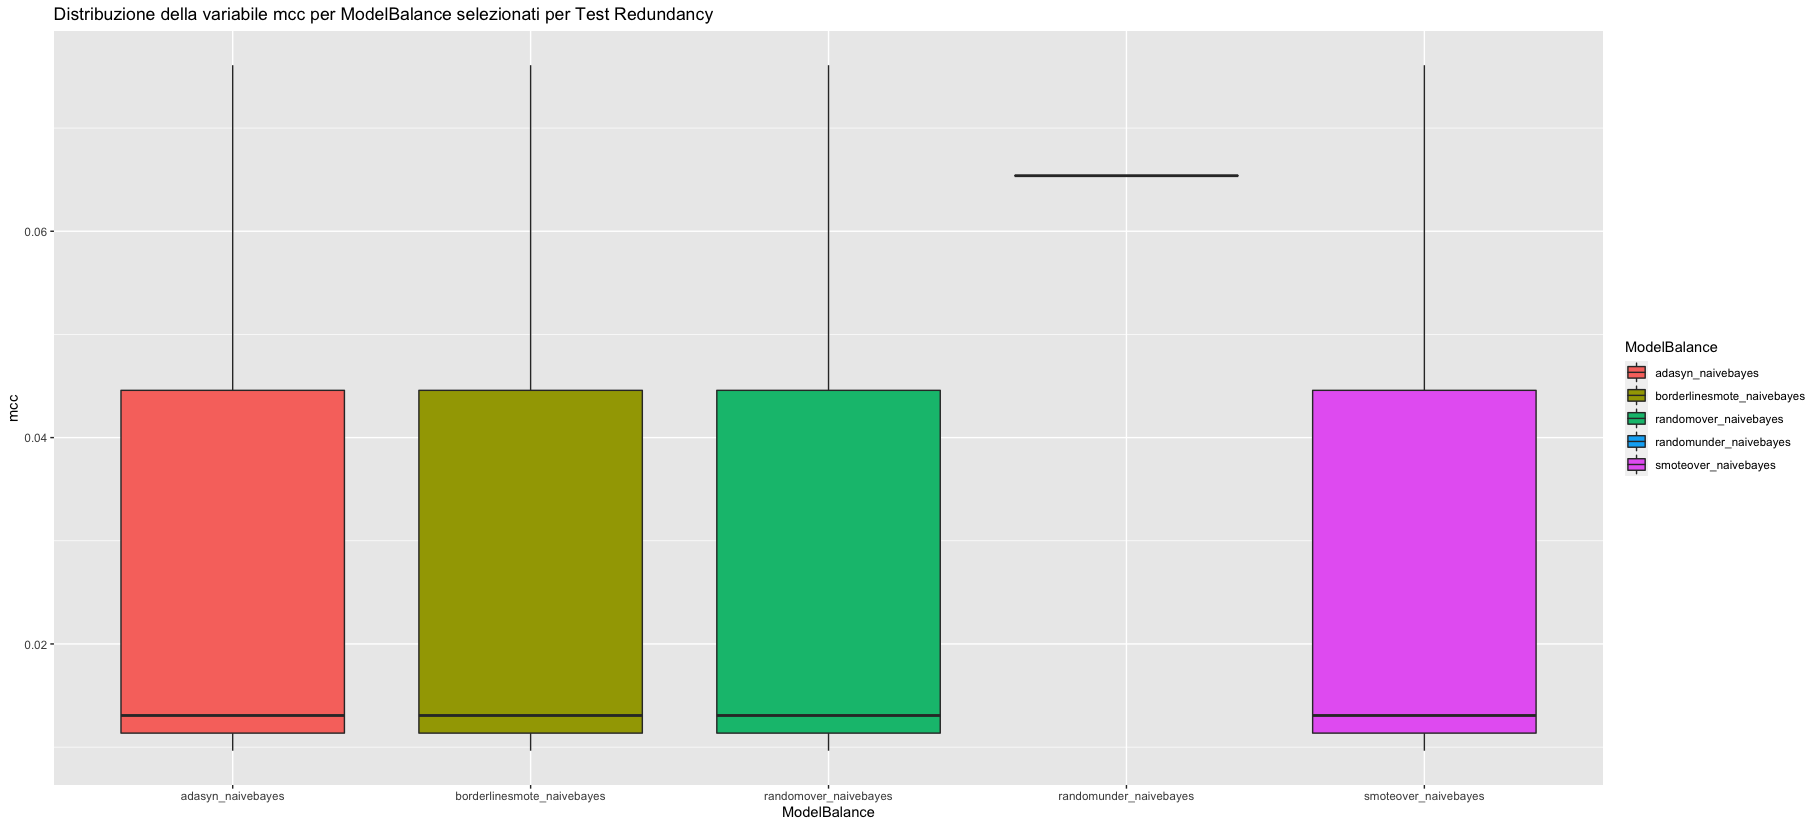 Distribuzione della variabile mcc per ModelBalance selezionati per Test Redundancy
mcc
0.06
0.04
0.02
adasyn_naivebayes
borderlinesmote_naivebayes
randomover_naivebayes
randomunder_naivebayes
smoteover_naivebayes
ModelBalance
ModelBalance
adasyn_naivebayes
borderlinesmote_naivebayes
randomover_naivebayes
randomunder_naivebayes
smoteover_naivebayes